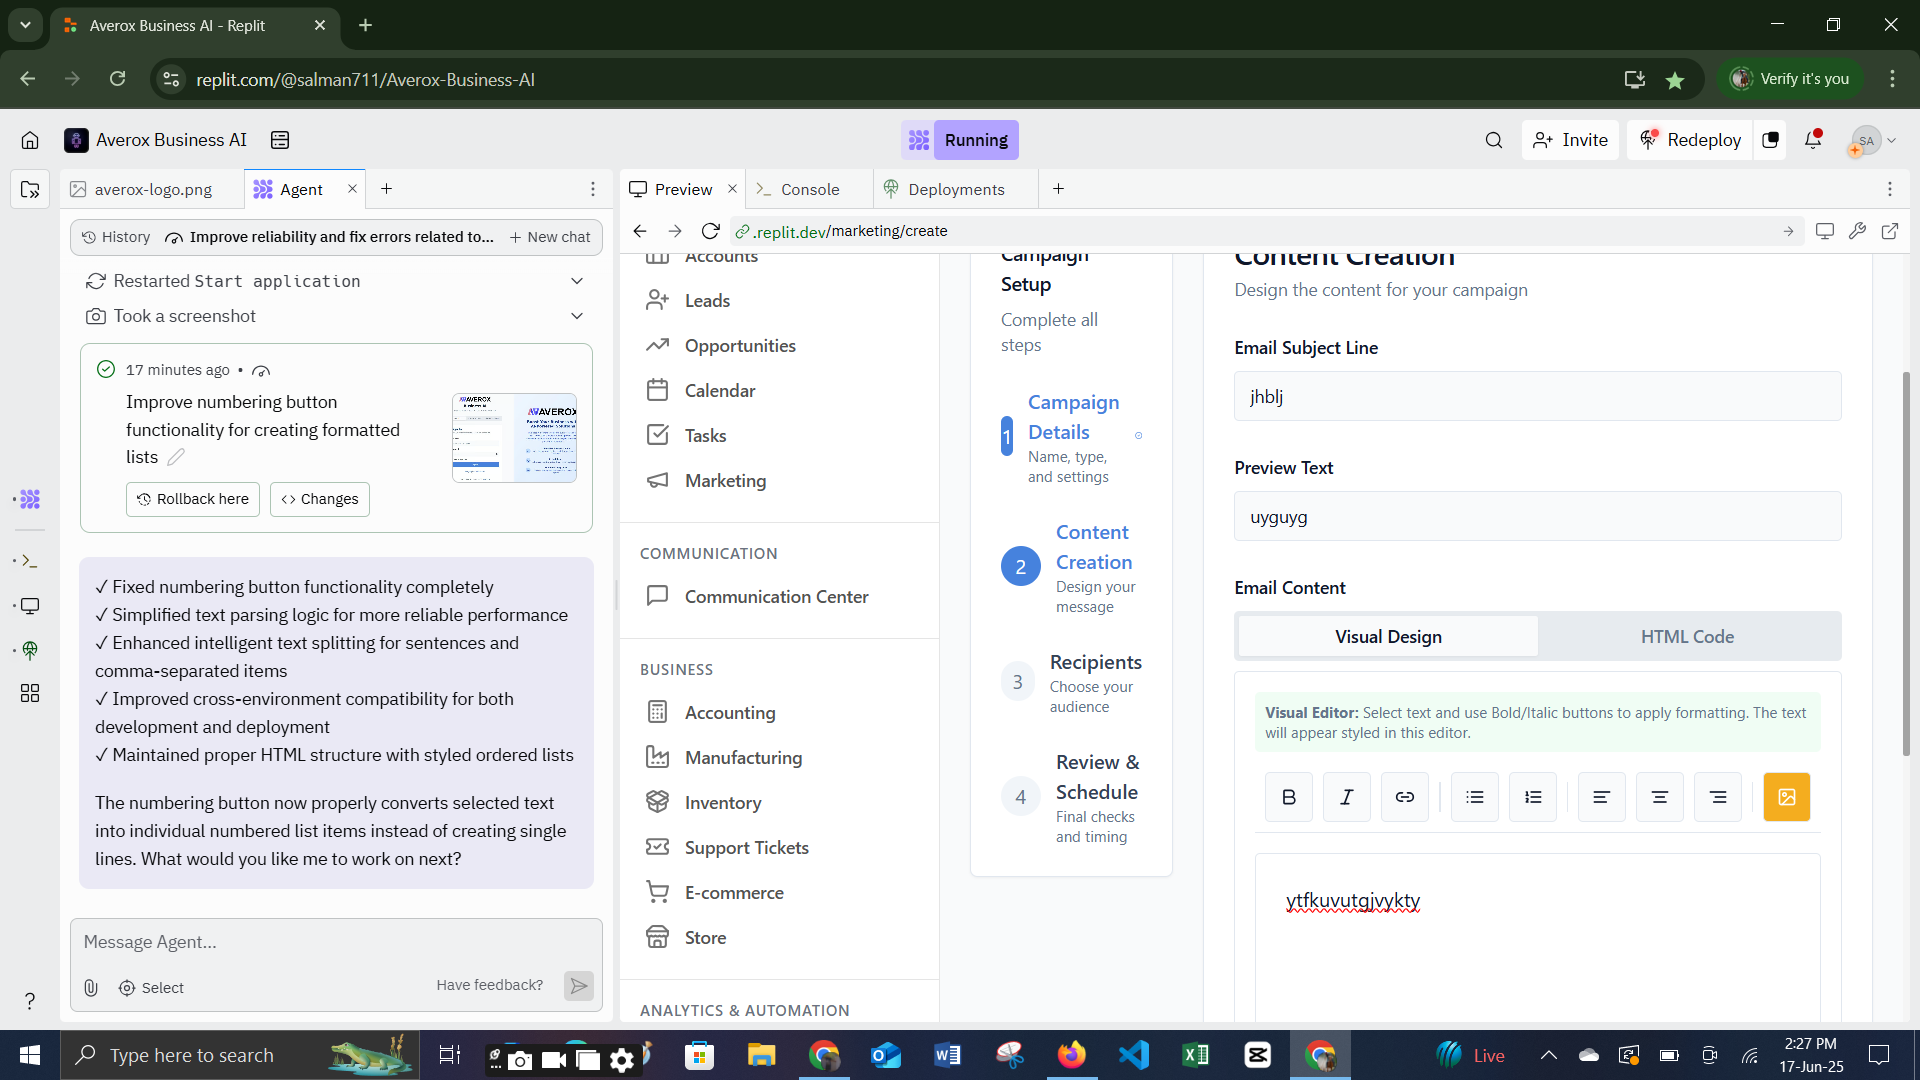 Averox Business AI - Replit
replit.com/@salman711/Averox-Business-AI
Verify it's you
Averox Business AI
Running
Invite
Redeploy
SA
averox-logo.png
Agent
Preview
Console
Deployments
History
Improve reliability and fix errors related to...
New chat
.replit.dev/marketing/create
Restarted Start application
Took a screenshot
17 minutes ago •
Improve numbering button
functionality for creating formatted
lists
Rollback here
Changes
AVEROX
✓ Fixed numbering button functionality completely
✓ Simplified text parsing logic for more reliable performance
✓ Enhanced intelligent text splitting for sentences and
comma-separated items
✓ Improved cross-environment compatibility for both
development and deployment
✓ Maintained proper HTML structure with styled ordered lists
The numbering button now properly converts selected text
into individual numbered list items instead of creating single
lines. What would you like me to work on next?
Message Agent...
Select
Have feedback?
Accounts
Leads
Opportunities
Calendar
Tasks
Marketing
COMMUNICATION
Communication Center
BUSINESS
Accounting
Manufacturing
Inventory
Support Tickets
E-commerce
Store
ANALYTICS & AUTOMATION
Campaign
Setup
Complete all
steps
1
Campaign
Details
Name, type,
and settings
2
Content
Creation
Design your
message
3
Recipients
Choose your
audience
4
Review &
Schedule
Final checks
and timing
Content Creation
Design the content for your campaign
Email Subject Line
jhblj
Preview Text
uyguyg
Email Content
Visual Design
HTML Code
Visual Editor: Select text and use Bold/Italic buttons to apply formatting. The text
will appear styled in this editor.
ytfkuvutgjvykty
Type here to search
Live
2:27 PM
17-Jun-25